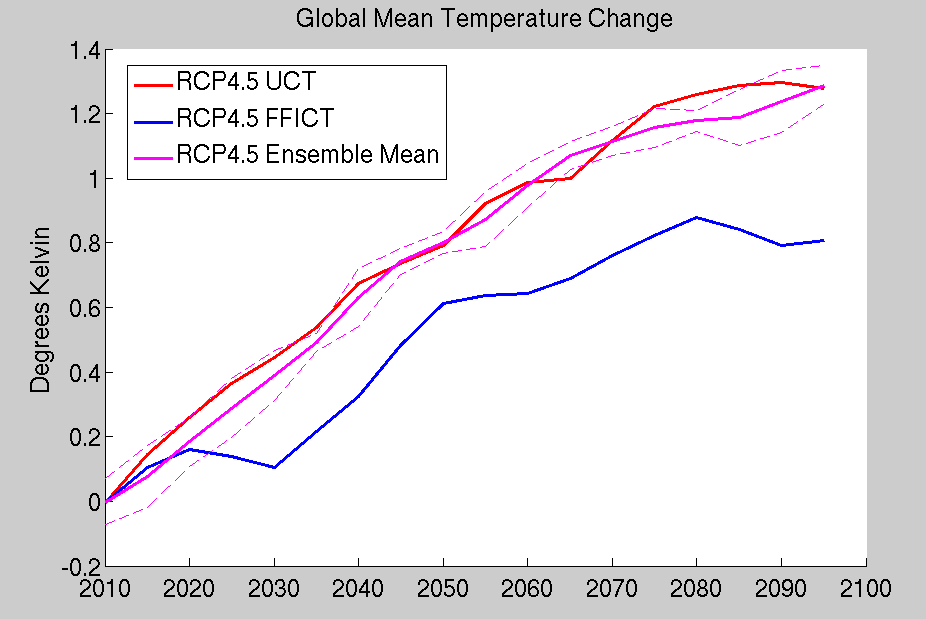 Global Mean Temperature Change
1.4
1.2
1
0.8
0.6
0.4
0.2
0
-0.2
Degrees Kelvin
RCP4.5 UCT
RCP4.5 FFICT
RCP4.5 Ensemble Mean
2010 2020 2030 2040 2050 2060 2070 2080 2090 2100